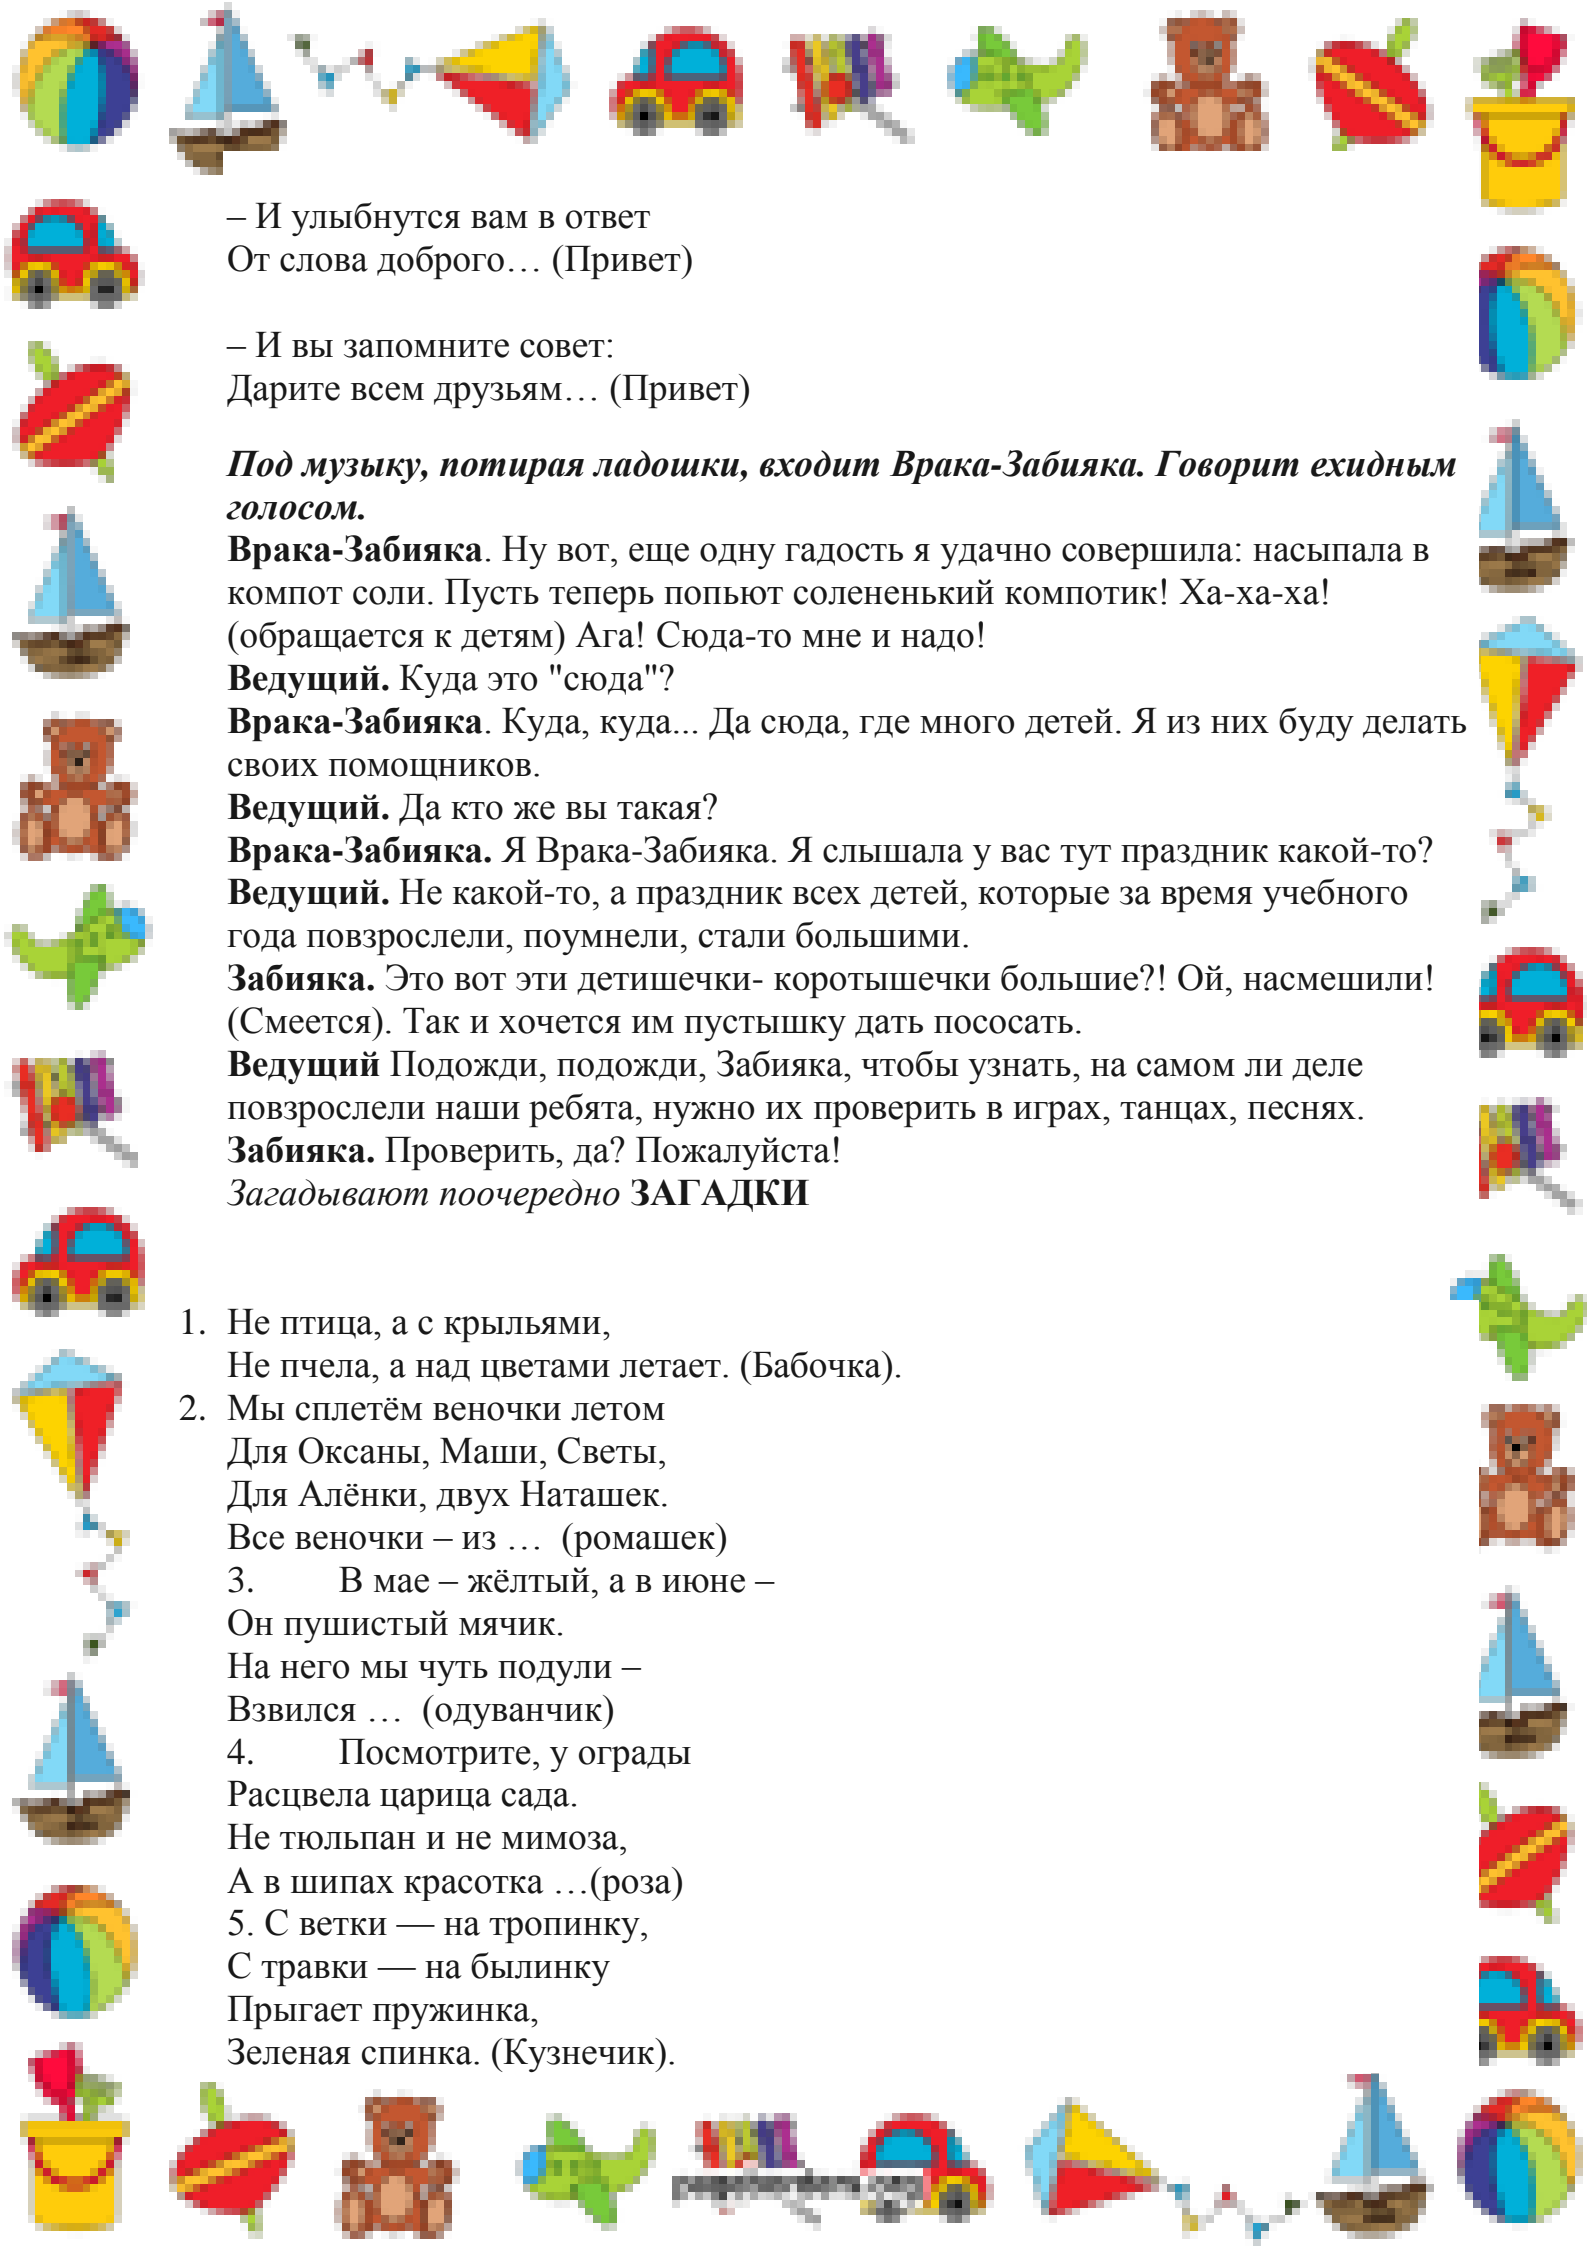 – И улыбнутся вам в ответ
От слова доброго… (Привет)
– И вы запомните совет:
Дарите всем друзьям… (Привет)
Под музыку, потирая ладошки, входит Врака-Забияка. Говорит ехидным
голосом.
Врака-Забияка. Ну вот, еще одну гадость я удачно совершила: насыпала в
компот соли. Пусть теперь попьют солененький компотик! Ха-ха-ха!
(обращается к детям) Ага! Сюда-то мне и надо!
Ведущий. Куда это "сюда"?
Врака-Забияка. Куда, куда... Да сюда, где много детей. Я из них буду делать
своих помощников.
Ведущий. Да кто же вы такая?
Врака-Забияка. Я Врака-Забияка. Я слышала у вас тут праздник какой-то?
Ведущий. Не какой-то, а праздник всех детей, которые за время учебного
года повзрослели, поумнели, стали большими.
Забияка. Это вот эти детишечки- коротышечки большие?! Ой, насмешили!
(Смеется). Так и хочется им пустышку дать пососать.
Ведущий Подожди, подожди, Забияка, чтобы узнать, на самом ли деле
повзрослели наши ребята, нужно их проверить в играх, танцах, песнях.
Забияка. Проверить, да? Пожалуйста!
Загадывают поочередно ЗАГАДКИ
1. Не птица, а с крыльями,
Не пчела, а над цветами летает. (Бабочка).
2. Мы сплетём веночки летом
Для Оксаны, Маши, Светы,
Для Алёнки, двух Наташек.
Все веночки – из … (ромашек)
3. В мае – жёлтый, а в июне –
Он пушистый мячик.
На него мы чуть подули –
Взвился … (одуванчик)
4. Посмотрите, у ограды
Расцвела царица сада.
Не тюльпан и не мимоза,
А в шипах красотка …(роза)
5. С ветки — на тропинку,
С травки — на былинку
Прыгает пружинка,
Зеленая спинка. (Кузнечик).
pageborders.org